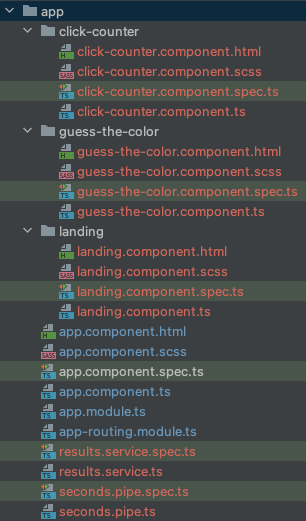 app
click-counter
click-counter.component.html
click-counter.component.scss
click-counter.component.spec.ts
click-counter.component.ts
guess-the-color
guess-the-color.component.html
guess-the-color.component.scss
guess-the-color.component.spec.ts
guess-the-color.component.ts
landing
landing.component.html
landing.component.scss
landing.component.spec.ts
landing.component.ts
app.component.html
app.component.scss
app.component.spec.ts
app.component.ts
app.module.ts
app-routing.module.ts
results.service.spec.ts
results.service.ts
seconds.pipe.spec.ts
seconds.pipe.ts